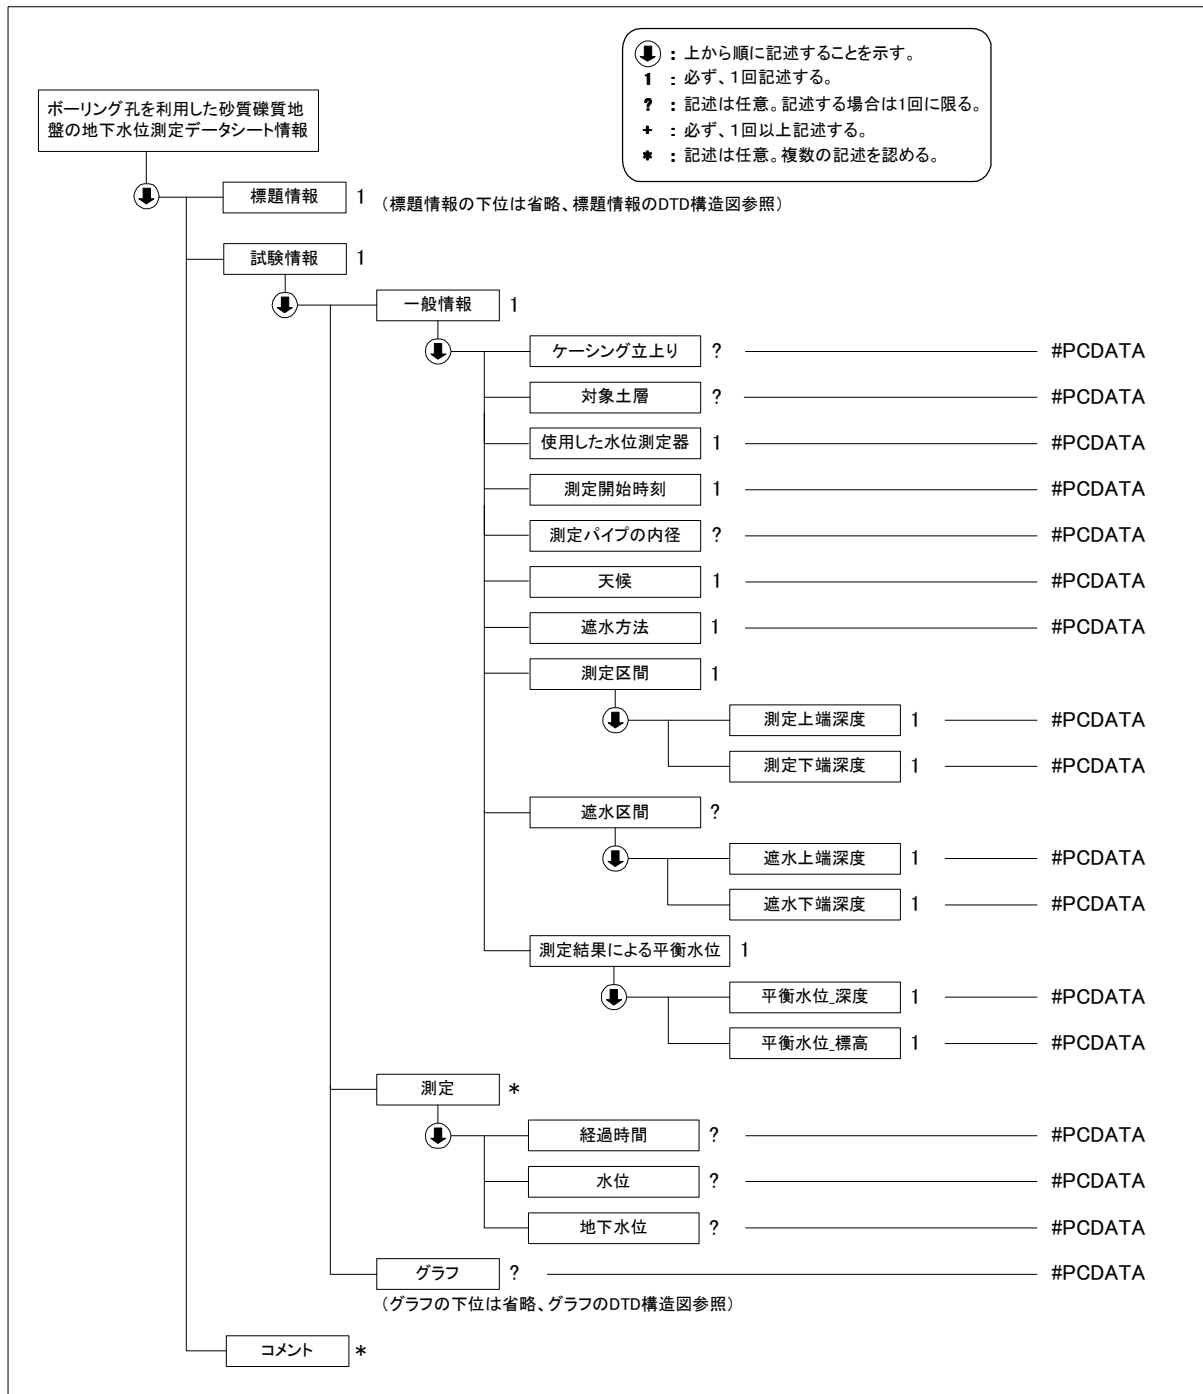 ： 上から順に記述することを示す。
1 ： 必ず、1回記述する。
? ： 記述は任意。記述する場合は1回に限る。
+ ： 必ず、1回以上記述する。
* ： 記述は任意。複数の記述を認める。
ボーリング孔を利用した砂質礫質地
盤の地下水位測定データシート情報
標題情報 1 （標題情報の下位は省略、標題情報のDTD構造図参照）
試験情報 1
一般情報 1
ケーシング立上り ? #PCDATA
対象土層 ? #PCDATA
使用した水位測定器 1 #PCDATA
測定開始時刻 1 #PCDATA
測定パイプの内径 ? #PCDATA
天候 1 #PCDATA
遮水方法 1 #PCDATA
測定区間 1
測定上端深度 1 #PCDATA
測定下端深度 1 #PCDATA
遮水区間 ?
遮水上端深度 1 #PCDATA
遮水下端深度 1 #PCDATA
測定結果による平衡水位 1
平衡水位_深度 1 #PCDATA
平衡水位_標高 1 #PCDATA
測定 *
経過時間 ? #PCDATA
水位 ? #PCDATA
地下水位 ? #PCDATA
グラフ ? #PCDATA
（グラフの下位は省略、グラフのDTD構造図参照）
コメント *